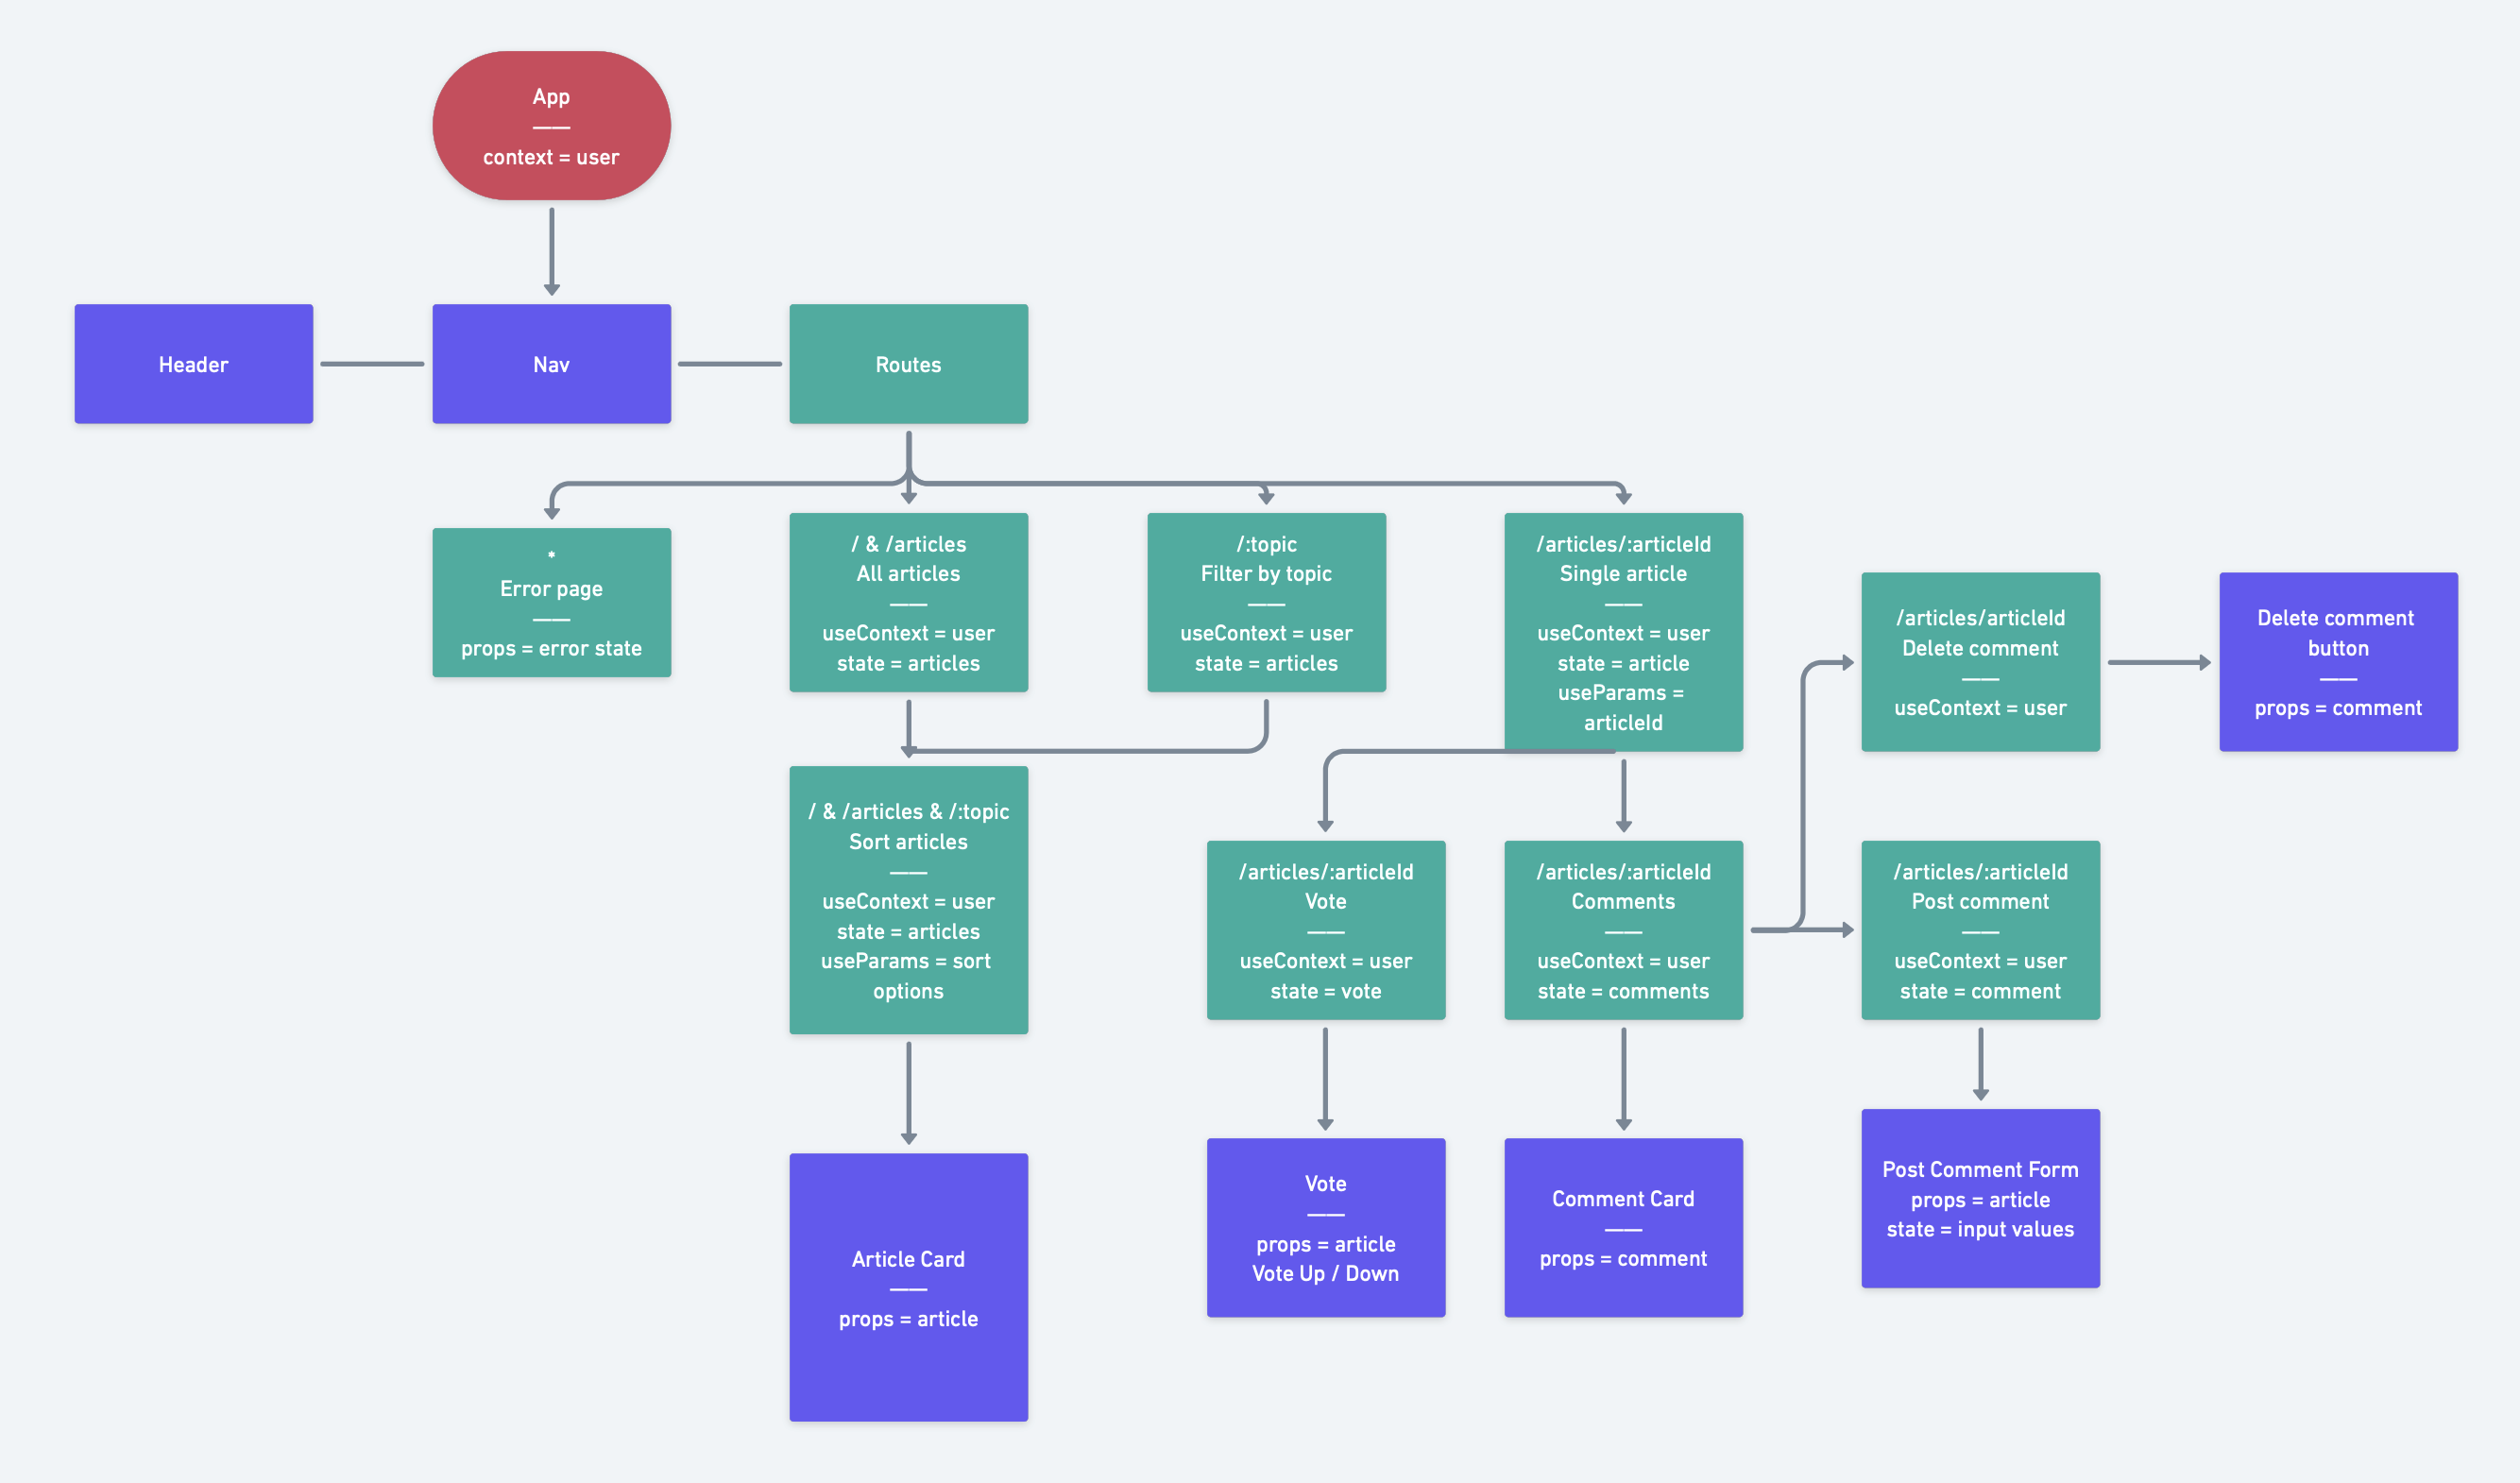 App
——
context = user
Header
Nav
Routes
*
Error page
——
props = error state
/ & /articles
All articles
——
useContext = user
state = articles
/:topic
Filter by topic
——
useContext = user
state = articles
/articles/:articleId
Single article
——
useContext = user
state = article
useParams =
articleId
/articles/articleId
Delete comment
——
useContext = user
Delete comment
button
——
props = comment
/ & /articles & /:topic
Sort articles
——
useContext = user
state = articles
useParams = sort
options
/articles/:articleId
Vote
——
useContext = user
state = vote
/articles/:articleId
Comments
——
useContext = user
state = comments
/articles/:articleId
Post comment
——
useContext = user
state = comment
Article Card
——
props = article
Vote
——
props = article
Vote Up / Down
Comment Card
——
props = comment
Post Comment Form
props = article
state = input values